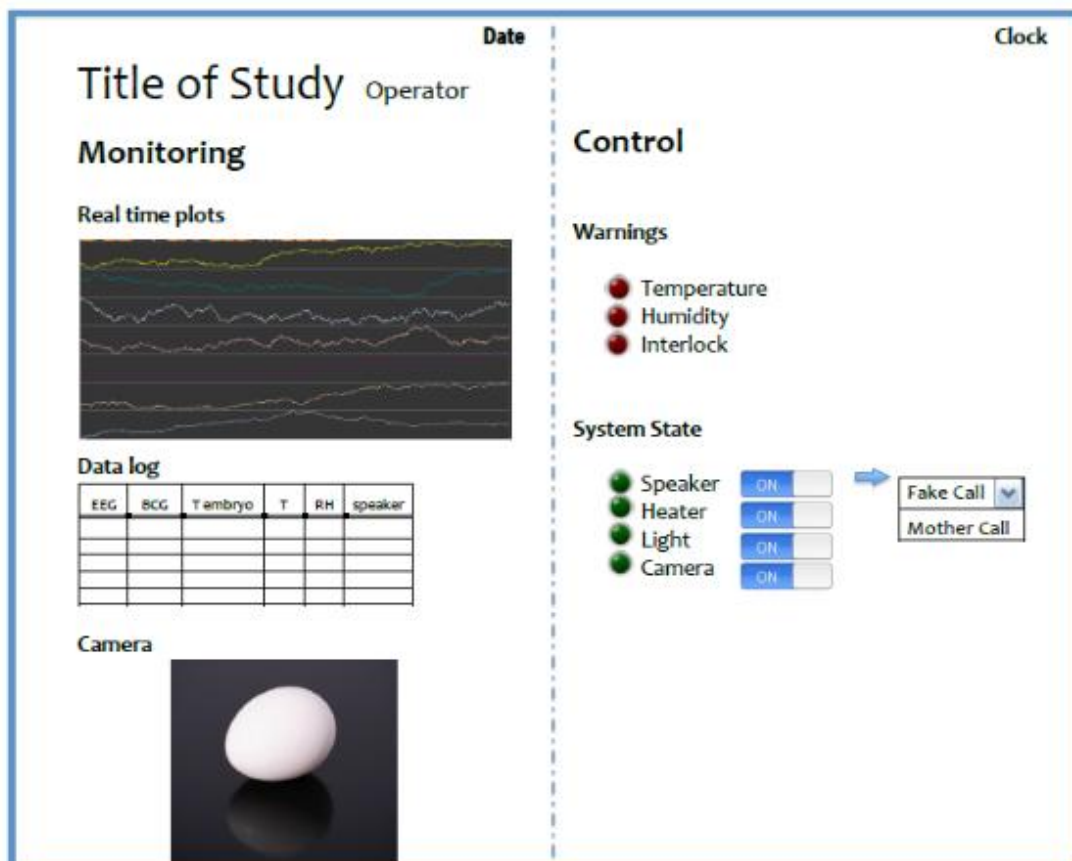 Date
Title of Study Operator
Monitoring
Real time plots
Data log
EEG BCG T embryo T RH speaker
Camera
Clock
Control
Warnings
Temperature
Humidity
Interlock
System State
Speaker ON
Heater ON
Light ON
Camera ON
Fake Call
Mother Call